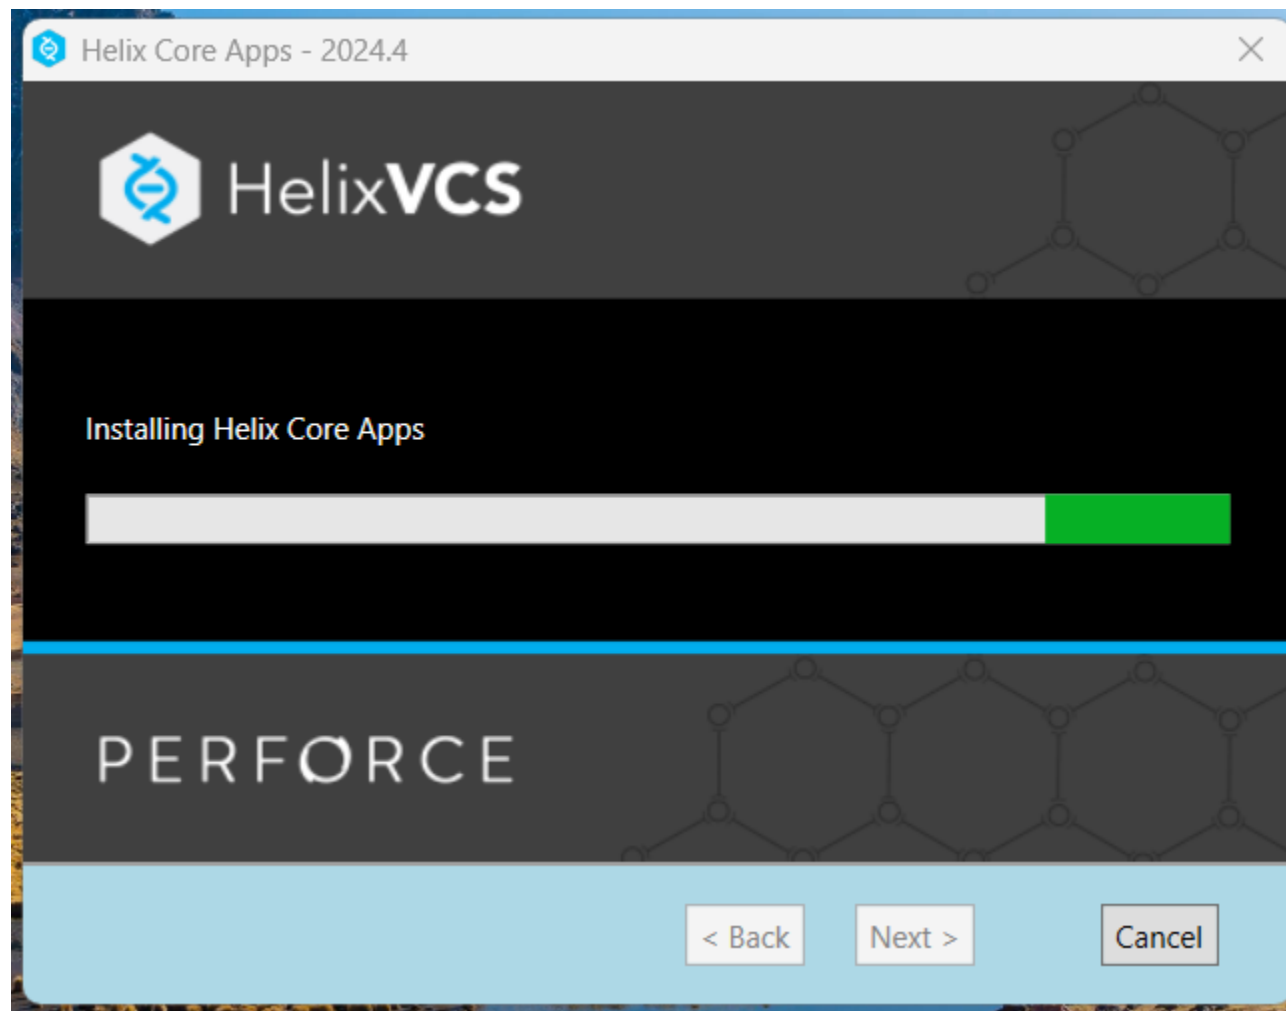 Helix Core Apps - 2024.4
HelixVCS
Installing Helix Core Apps
PERFORCE
< Back
Next >
Cancel